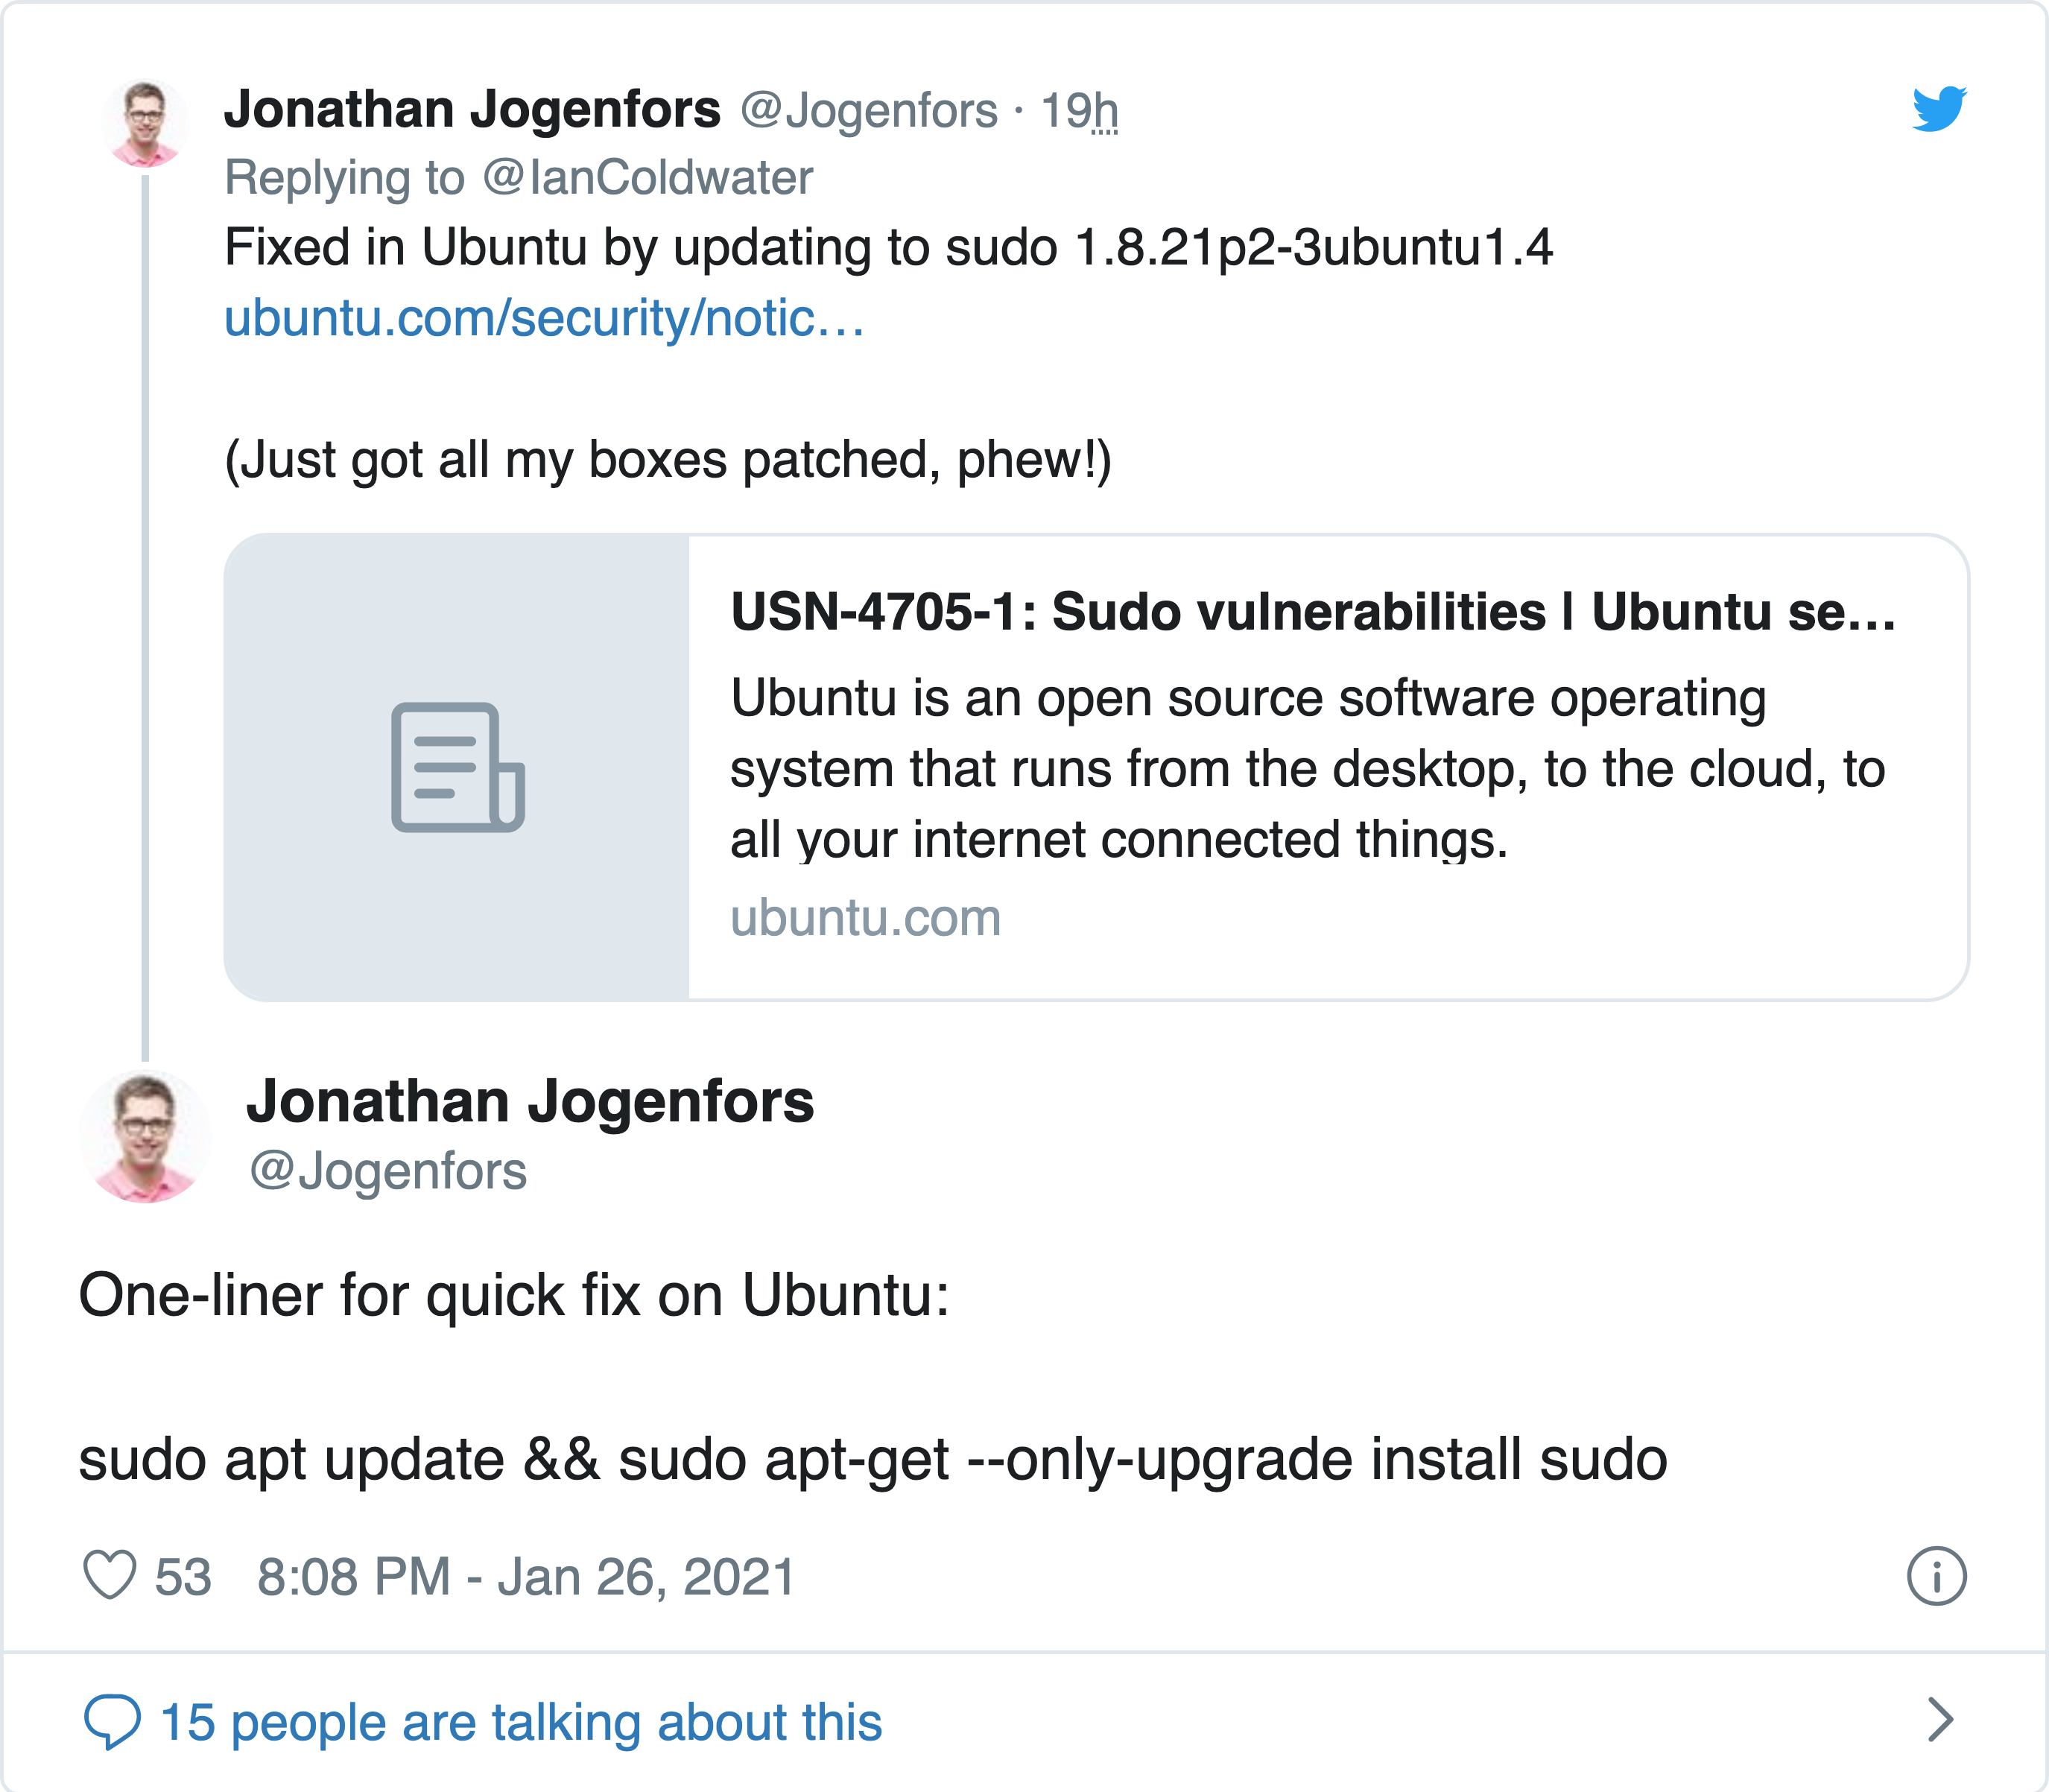 Jonathan Jogenfors @Jogenfors · 19h
Replying to @IanColdwater
Fixed in Ubuntu by updating to sudo 1.8.21p2-3ubuntu1.4
ubuntu.com/security/notic…
(Just got all my boxes patched, phew!)
USN-4705-1: Sudo vulnerabilities | Ubuntu se…
Ubuntu is an open source software operating
system that runs from the desktop, to the cloud, to
all your internet connected things.
ubuntu.com
Jonathan Jogenfors
@Jogenfors
One-liner for quick fix on Ubuntu:
sudo apt update && sudo apt-get --only-upgrade install sudo
53 8:08 PM - Jan 26, 2021
15 people are talking about this